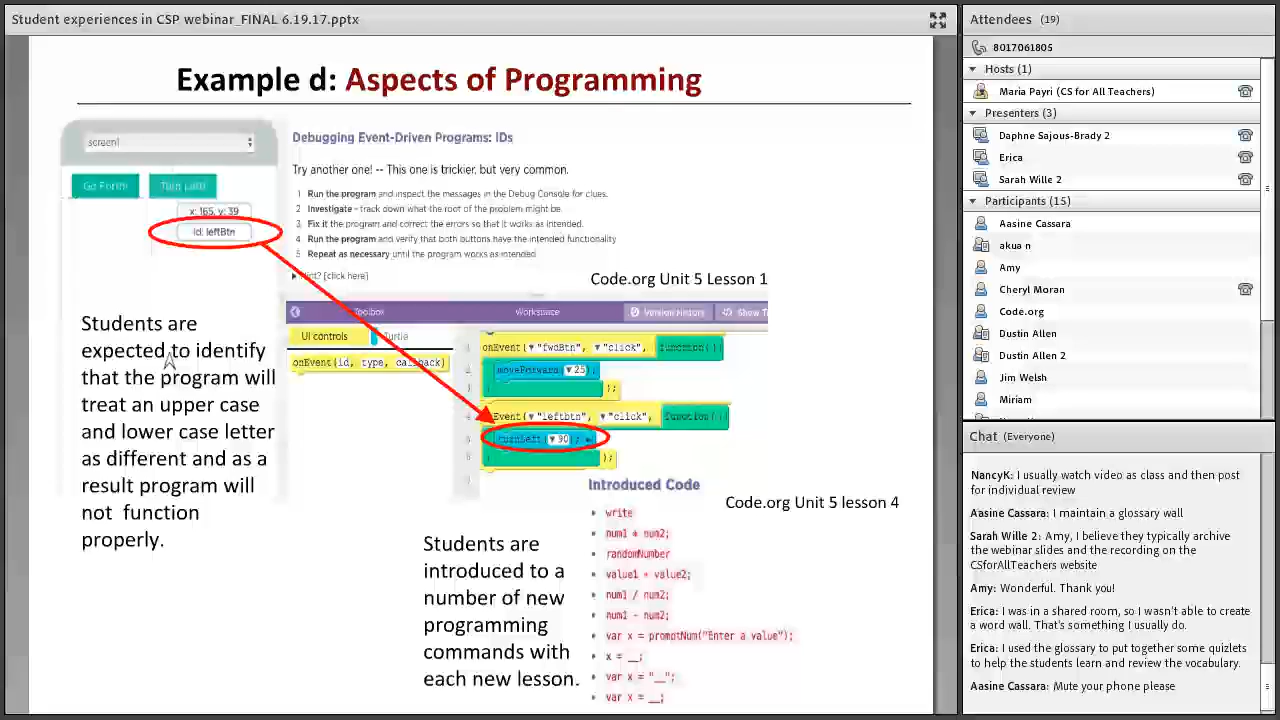 Student experiences in CSP webinar_FINAL 6.19.17.pptx
Example d: Aspects of Programming
screen1
Go Forth!
Turn Left!
x: 165, y: 39
id: leftBtn
Debugging Event-Driven Programs: IDs
Try another one! -- This one is trickier, but very common.
1 Run the program and inspect the messages in the Debug Console for clues.
2 Investigate - track down what the root of the problem might be
3 Fix it the program and correct the errors so that it works as intended.
4 Run the program and verify that both buttons have the intended functionality
5 Repeat as necessary until the program works as intended
Hint? [click here]
Code.org Unit 5 Lesson 1
Toolbox
Workspace
Version History
Show T
UI controls
Turtle
onEvent(id, type, callback)
onEvent(▼"fwdBtn", ▼"click", function(){
2 moveForward(▼25);
});
Event(▼"leftbtn", ▼"click", function(){
5 turnLeft(▼90);
});
Students are
expected to identify
that the program will
treat an upper case
and lower case letter
as different and as a
result program will
not function
properly.
Students are
introduced to a
number of new
programming
commands with
each new lesson.
Introduced Code
Code.org Unit 5 lesson 4
• write
• num1 * num2;
• randomNumber
• value1 + value2;
• num1 / num2;
• num1 - num2;
• var x = promptNum("Enter a value");
• x = __;
• var x = "__";
• var x = __;
Attendees (19)
8017061805
Hosts (1)
Maria Payri (CS for All Teachers)
Presenters (3)
Daphne Sajous-Brady 2
Erica
Sarah Wille 2
Participants (15)
Aasine Cassara
akua n
Amy
Cheryl Moran
Code.org
Dustin Allen
Dustin Allen 2
Jim Welsh
Miriam
Chat (Everyone)
NancyK: I usually watch video as class and then post
for individual review
Aasine Cassara: I maintain a glossary wall
Sarah Wille 2: Amy, I believe they typically archive
the webinar slides and the recording on the
CSforAllTeachers website
Amy: Wonderful. Thank you!
Erica: I was in a shared room, so I wasn't able to create
a word wall. That's something I usually do.
Erica: I used the glossary to put together some quizlets
to help the students learn and review the vocabulary.
Aasine Cassara: Mute your phone please